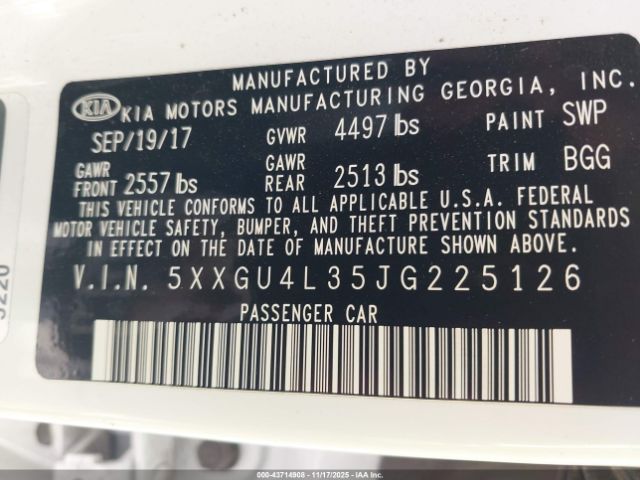 MANUFACTURED BY
KIA KIA MOTORS MANUFACTURING GEORGIA, INC.
SEP/19/17 GVWR 4497 lbs PAINT SWP
GAWR FRONT 2557 lbs GAWR REAR 2513 lbs TRIM BGG
THIS VEHICLE CONFORMS TO ALL APPLICABLE U.S.A. FEDERAL
MOTOR VEHICLE SAFETY, BUMPER, AND THEFT PREVENTION STANDARDS
IN EFFECT ON THE DATE OF MANUFACTURE SHOWN ABOVE.
V.I.N. 5XXGU4L35JG225126
PASSENGER CAR
000-43714908 - 11/17/2025 - COPART